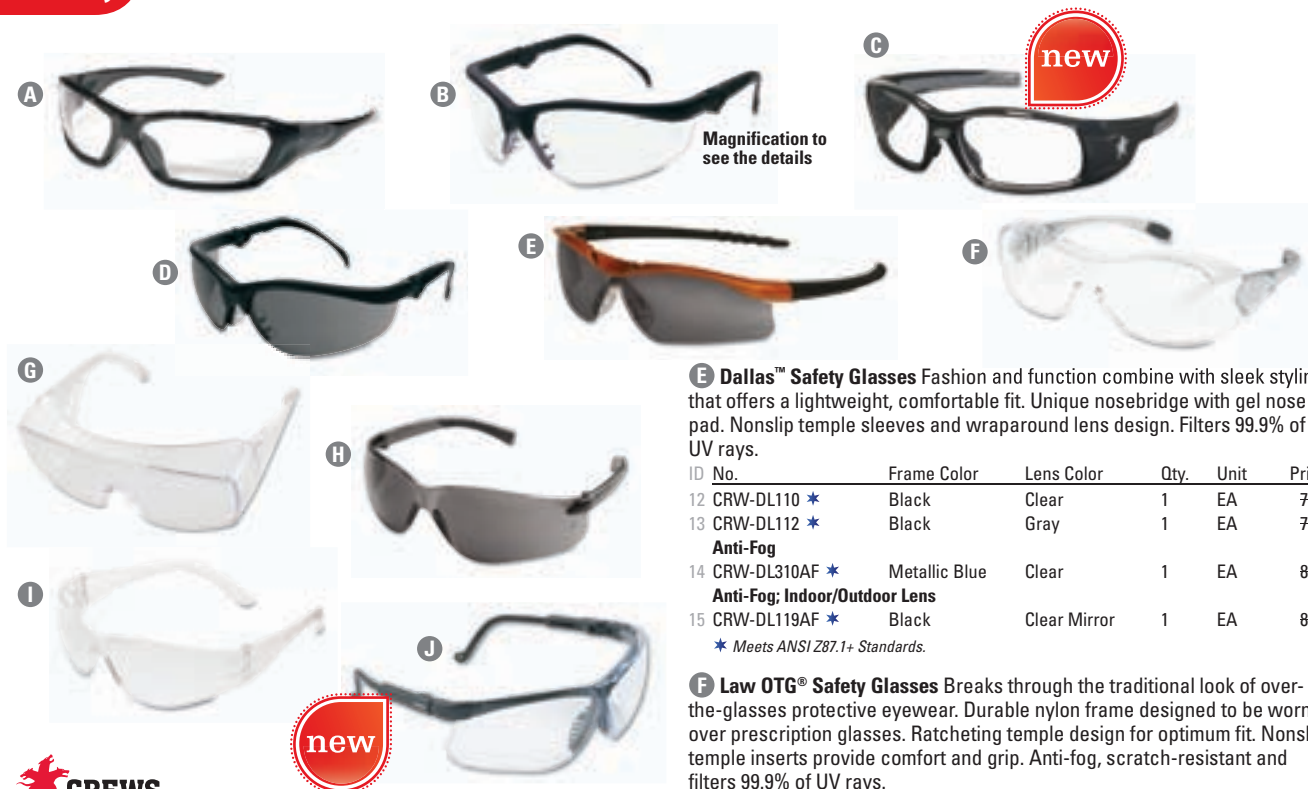 A
B
Magnification to
see the details
C
new
D
E
F
G
H
I
J
new
CREWS
E Dallas™ Safety Glasses Fashion and function combine with sleek
that offers a lightweight, comfortable fit. Unique nosebridge with gel nose
pad. Nonslip temple sleeves and wraparound lens design. Filters 99.9% of
UV rays.
ID No. Frame Color Lens Color Qty. Unit
12 CRW-DL110 ✶ Black Clear 1 EA
13 CRW-DL112 ✶ Black Gray 1 EA
Anti-Fog
14 CRW-DL310AF ✶ Metallic Blue Clear 1 EA
Anti-Fog; Indoor/Outdoor Lens
15 CRW-DL119AF ✶ Black Clear Mirror 1 EA
✶ Meets ANSI Z87.1+ Standards.
F Law OTG® Safety Glasses Breaks through the traditional look of over-
the-glasses protective eyewear. Durable nylon frame designed to be worn
over prescription glasses. Ratcheting temple design for optimum fit.
temple inserts provide comfort and grip. Anti-fog, scratch-resistant and
filters 99.9% of UV rays.